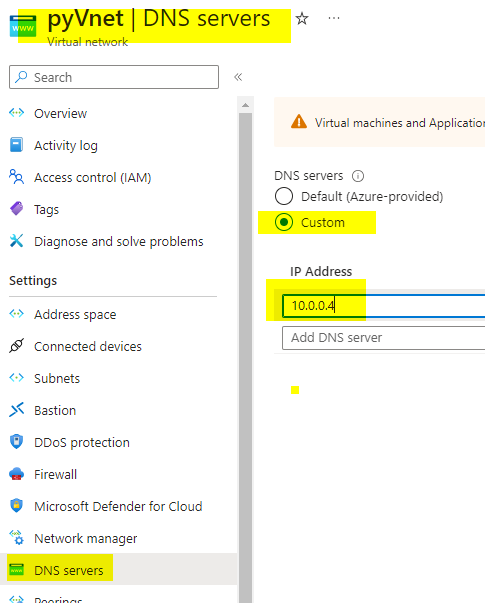 www
pyVnet | DNS servers
Virtual network
Search
Overview
Activity log
Access control (IAM)
Tags
Diagnose and solve problems
Settings
Address space
Connected devices
Subnets
Bastion
DDoS protection
Firewall
Microsoft Defender for Cloud
Network manager
DNS servers
Peerings
Virtual machines and Application
DNS servers
Default (Azure-provided)
Custom
IP Address
10.0.0.4
Add DNS server